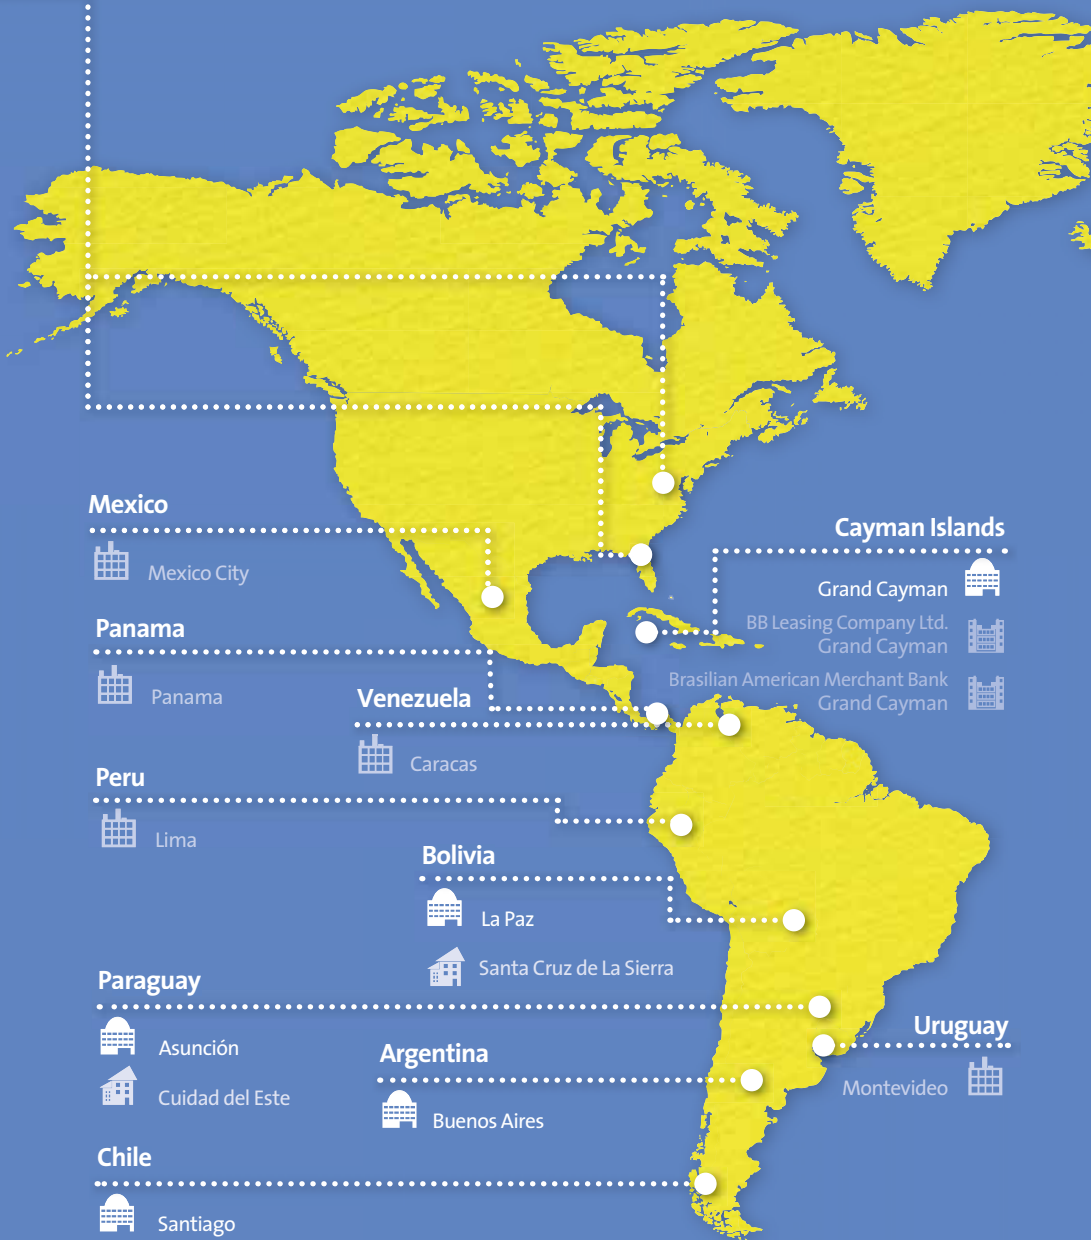 Mexico
Mexico City
Panama
Panama
Venezuela
Caracas
Peru
Lima
Bolivia
La Paz
Santa Cruz de La Sierra
Paraguay
Asunción
Cuidad del Este
Argentina
Buenos Aires
Chile
Santiago
Cayman Islands
Grand Cayman
BB Leasing Company Ltd.
Grand Cayman
Brasilian American Merchant Bank
Grand Cayman
Uruguay
Montevideo